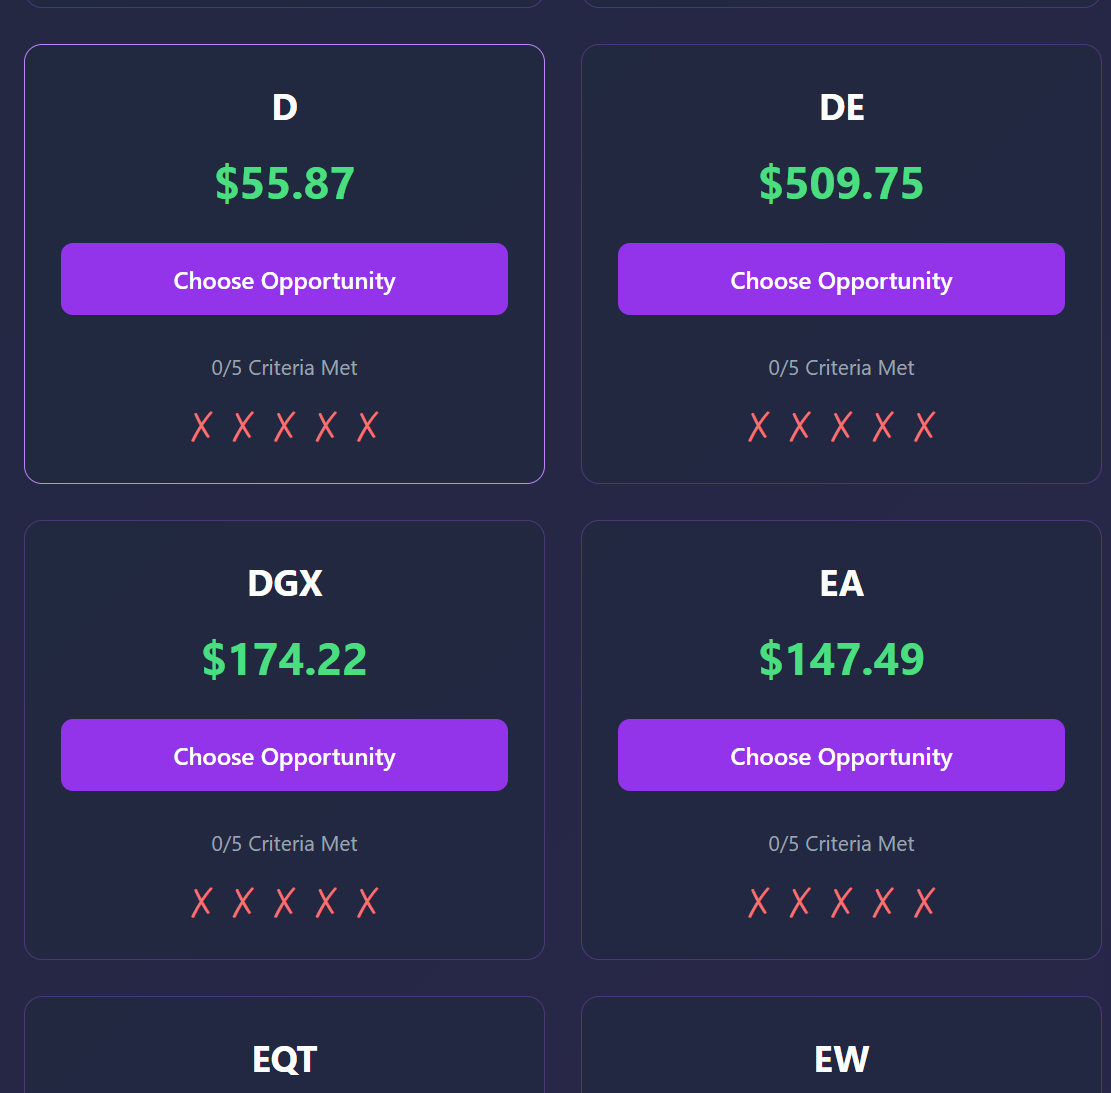 D
$55.87
Choose Opportunity
0/5 Criteria Met
✗ ✗ ✗ ✗ ✗
DE
$509.75
Choose Opportunity
0/5 Criteria Met
✗ ✗ ✗ ✗ ✗
DGX
$174.22
Choose Opportunity
0/5 Criteria Met
✗ ✗ ✗ ✗ ✗
EA
$147.49
Choose Opportunity
0/5 Criteria Met
✗ ✗ ✗ ✗ ✗
EQT
EW